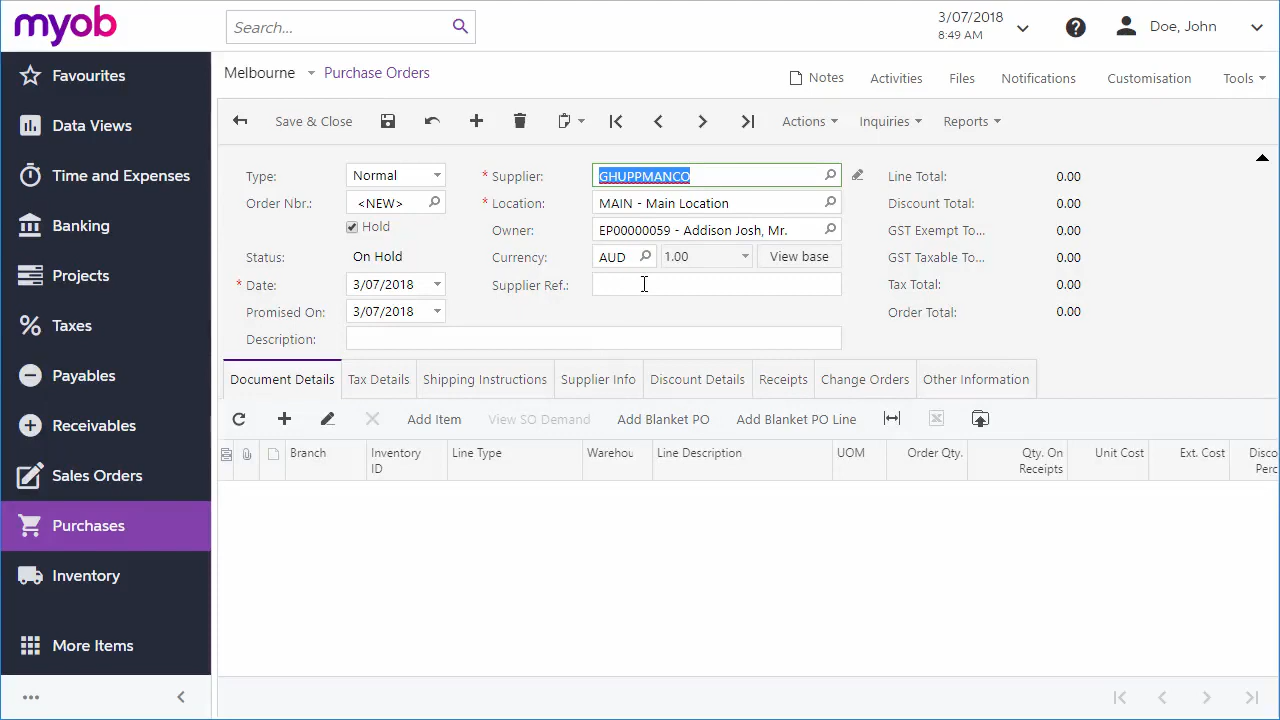 myob
Search...
3/07/2018
8:49 AM
Doe, John
Favourites
Data Views
Time and Expenses
Banking
Projects
Taxes
Payables
Receivables
Sales Orders
Purchases
Inventory
More Items
Melbourne Purchase Orders
Notes Activities Files Notifications Customisation Tools
Save & Close Actions Inquiries Reports
Type: Normal * Supplier: GHUPPMANCO Line Total: 0.00
Order Nbr.: <NEW> * Location: MAIN - Main Location Discount Total: 0.00
Hold Owner: EP00000059 - Addison Josh, Mr. GST Exempt To... 0.00
Status: On Hold Currency: AUD 1.00 View base GST Taxable To... 0.00
* Date: 3/07/2018 Supplier Ref.: Tax Total: 0.00
Promised On: 3/07/2018 Order Total: 0.00
Description:
Document Details Tax Details Shipping Instructions Supplier Info Discount Details Receipts Change Orders Other Information
Add Item View SO Demand Add Blanket PO Add Blanket PO Line
Branch Inventory ID Line Type Warehou Line Description UOM Order Qty. Qty. On Receipts Unit Cost Ext. Cost Disco Perc